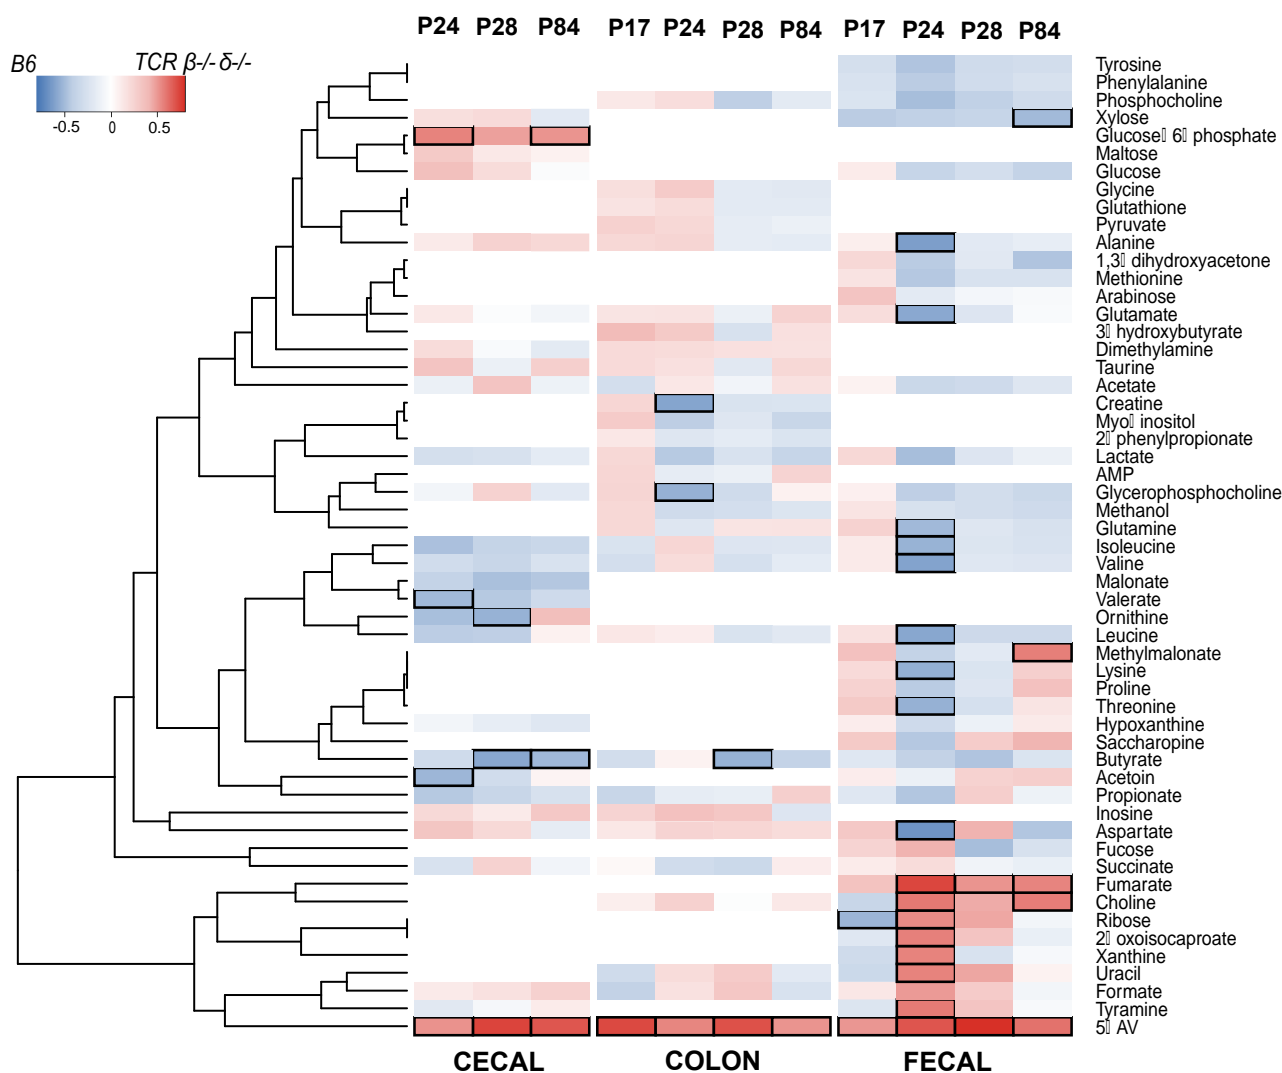 P24 P28 P84 P17 P24 P28 P84 P17 P24 P28 P84
B6 TCR β-/- δ-/-
-0.5 0 0.5
Tyrosine
Phenylalanine
Phosphocholine
Xylose
Glucose▯ 6▯ phosphate
Maltose
Glucose
Glycine
Glutathione
Pyruvate
Alanine
1,3▯ dihydroxyacetone
Methionine
Arabinose
Glutamate
3▯ hydroxybutyrate
Dimethylamine
Taurine
Acetate
Creatine
Myo▯ inositol
2▯ phenylpropionate
Lactate
AMP
Glycerophosphocholine
Methanol
Glutamine
Isoleucine
Valine
Malonate
Valerate
Ornithine
Leucine
Methylmalonate
Lysine
Proline
Threonine
Hypoxanthine
Saccharopine
Butyrate
Acetoin
Propionate
Inosine
Aspartate
Fucose
Succinate
Fumarate
Choline
Ribose
2▯ oxoisocaproate
Xanthine
Uracil
Formate
Tyramine
5▯ AV
CECAL COLON FECAL